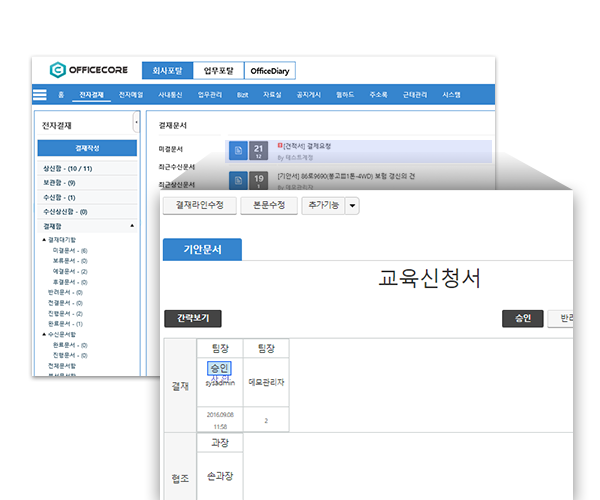 OFFICECORE 회사포탈 업무포탈 OfficeDiary
홈 전자결재 전자메일 사내통신 업무관리 Bizit 자료실 공지게시 웹하드 주소록 근태관리 시스템
전자결재
결재작성
상신함 - (10 / 11)
보관함 - (9)
수신함 - (1)
수신상신함 - (0)
결재함
결재대기함
미결문서 - (6)
보류문서 - (0)
예결문서 - (2)
후결문서 - (0)
반려문서 - (0)
전결문서 - (0)
진행문서 - (2)
완료문서 - (1)
수신문서함
완료문서 - (0)
진행문서 - (0)
전체문서함
결재문서
미결문서
최근수신문서
최근상신문서
21
12
[견적서] 결제요청
By 테스트계정
19
1
[기안서] 86로9690(봉고Ⅲ1톤-4WD) 보험 갱신의 건
By 데모관리자
결재라인수정 본문수정 추가기능
기안문서
교육신청서
간략보기 승인 반려
결재
팀장 팀장
승인
sysadmin 데모관리자
2016.09.08
11:58
2
협조
과장
손과장